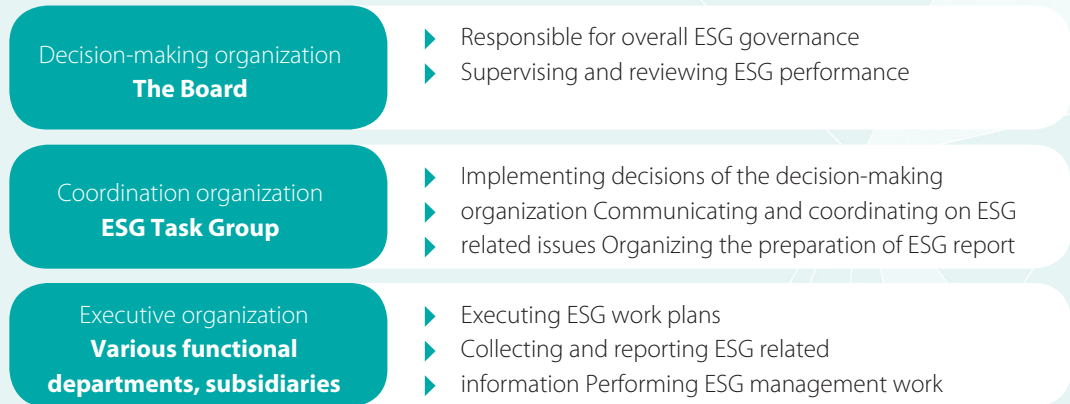 Decision-making organization
The Board
Responsible for overall ESG governance
Supervising and reviewing ESG performance
Coordination organization
ESG Task Group
Implementing decisions of the decision-making
organization Communicating and coordinating on ESG
related issues Organizing the preparation of ESG report
Executive organization
Various functional
departments, subsidiaries
Executing ESG work plans
Collecting and reporting ESG related
information Performing ESG management work